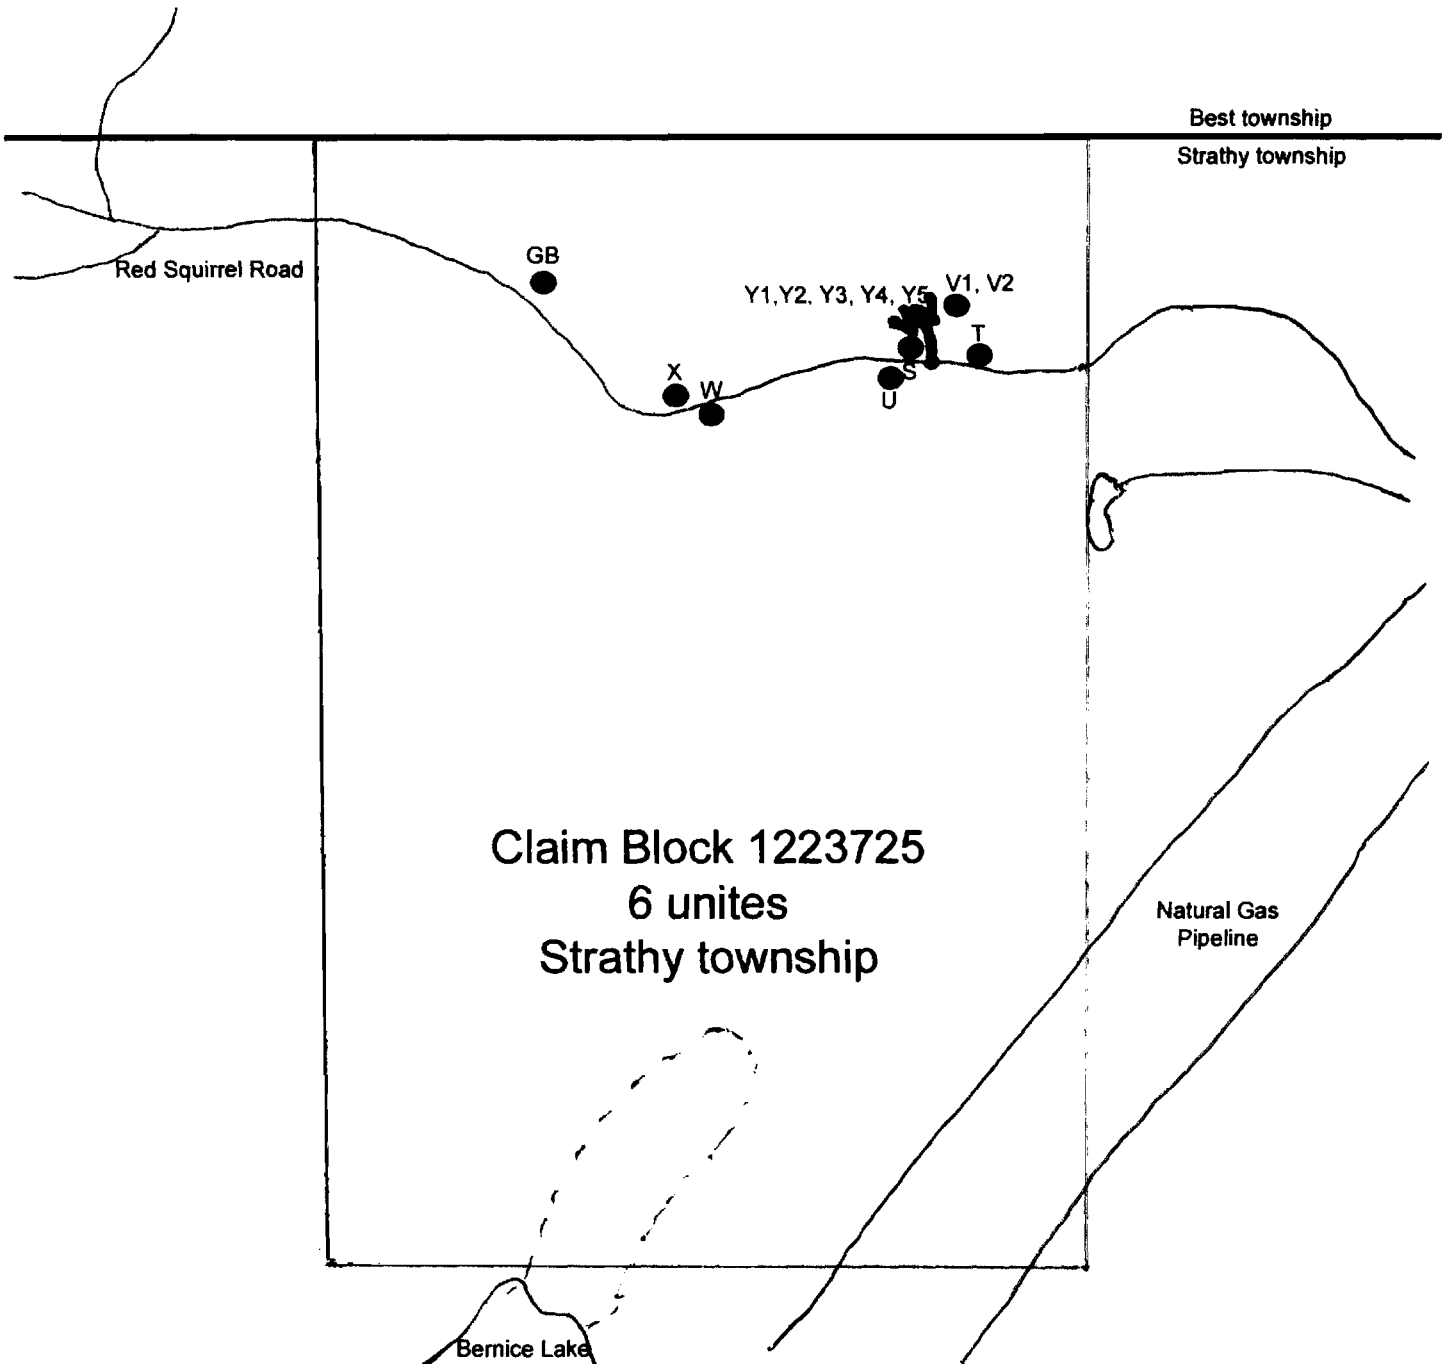 Best township
Strathy township
Red Squirrel Road
GB
Y1,Y2, Y3, Y4, Y5
V1, V2
T
S
X
W
U
Claim Block 1223725
6 unites
Strathy township
Natural Gas
Pipeline
Bernice Lake